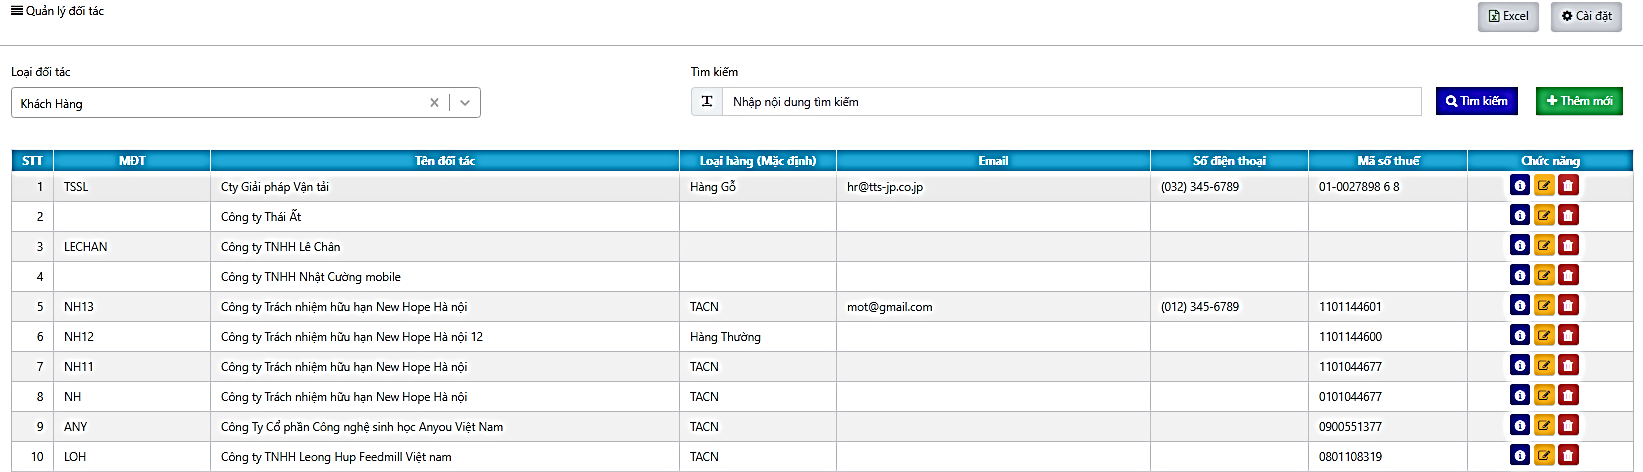 Quản lý đối tác
Excel
Cài đặt
Loại đối tác
Tìm kiếm
Khách Hàng
Nhập nội dung tìm kiếm
Tìm kiếm
Thêm mới
STT MĐT Tên đối tác Loại hàng (Mặc định) Email Số điện thoại Mã số thuế Chức năng
1 TSSL Cty Giải pháp Vận tải Hàng Gỗ hr@tts-jp.co.jp (032) 345-6789 01-0027898 6 8
2 Công ty Thái Ất
3 LECHAN Công ty TNHH Lê Chân
4 Công ty TNHH Nhật Cường mobile
5 NH13 Công ty Trách nhiệm hữu hạn New Hope Hà nội TACN mot@gmail.com (012) 345-6789 1101144601
6 NH12 Công ty Trách nhiệm hữu hạn New Hope Hà nội 12 Hàng Thường 1101144600
7 NH11 Công ty Trách nhiệm hữu hạn New Hope Hà nội TACN 1101044677
8 NH Công ty Trách nhiệm hữu hạn New Hope Hà nội TACN 0101044677
9 ANY Công Ty Cổ phần Công nghệ sinh học Anyou Việt Nam TACN 0900551377
10 LOH Công ty TNHH Leong Hup Feedmill Việt nam TACN 0801108319